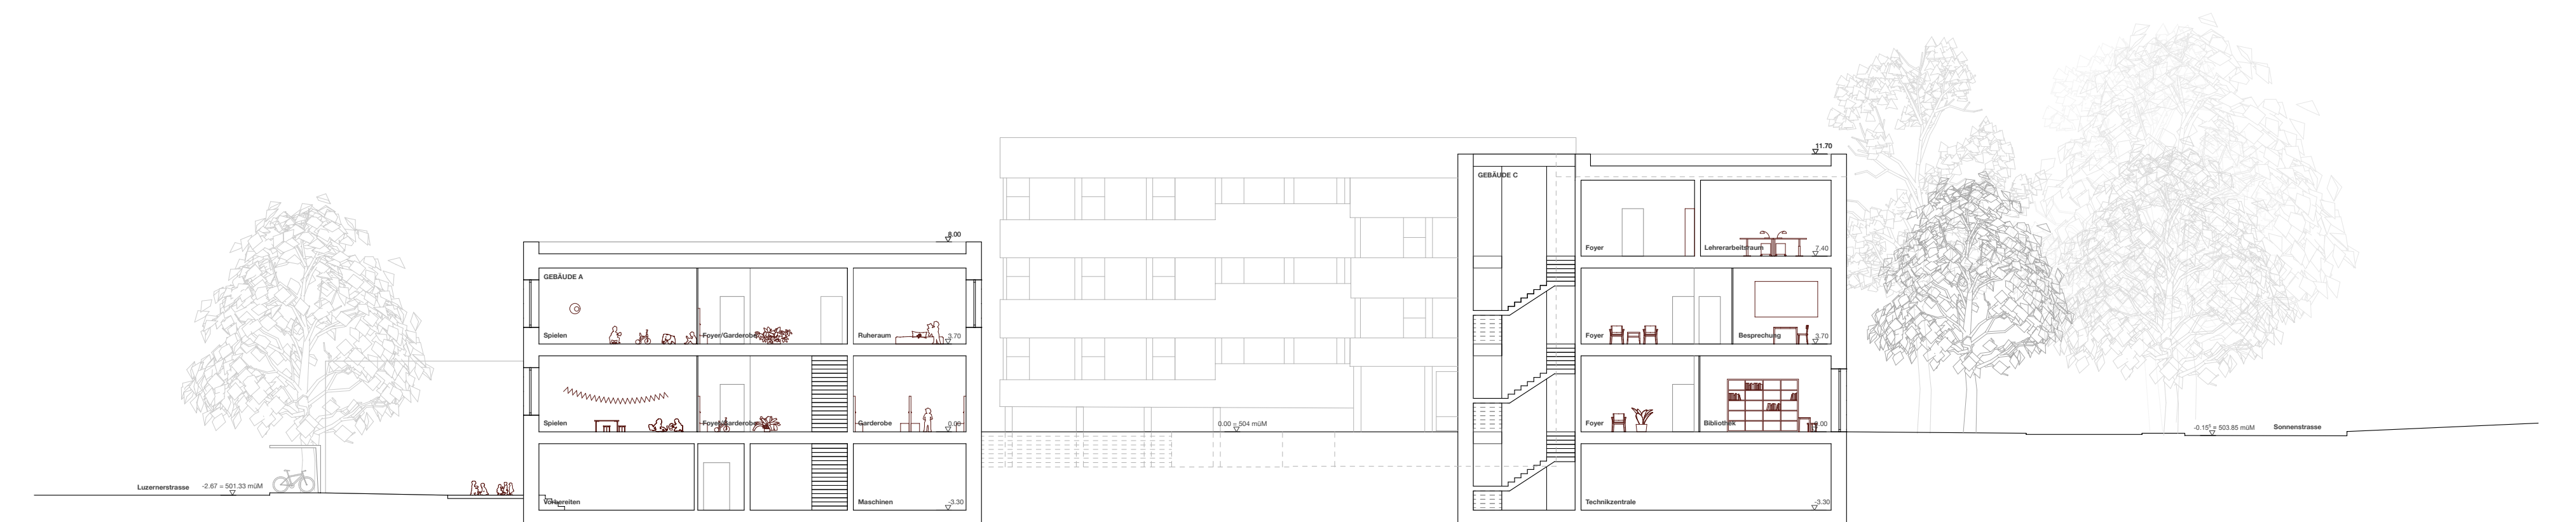 11.70
GEBÄUDE C
8.00
Foyer
Lehrerarbeitsraum
7.40
GEBÄUDE A
Spielen
Foyer/Garderobe
Ruheraum
3.70
Foyer
Besprechung
3.70
Spielen
Foyer/Garderobe
Garderobe
0.00
0.00 = 504 müM
Foyer
Bibliothek
0.00
-0.15⁰ = 503.85 müM
Sonnenstrasse
Luzernerstrasse
-2.67 = 501.33 müM
Vorbereiten
Maschinen
-3.30
Technikzentrale
-3.30